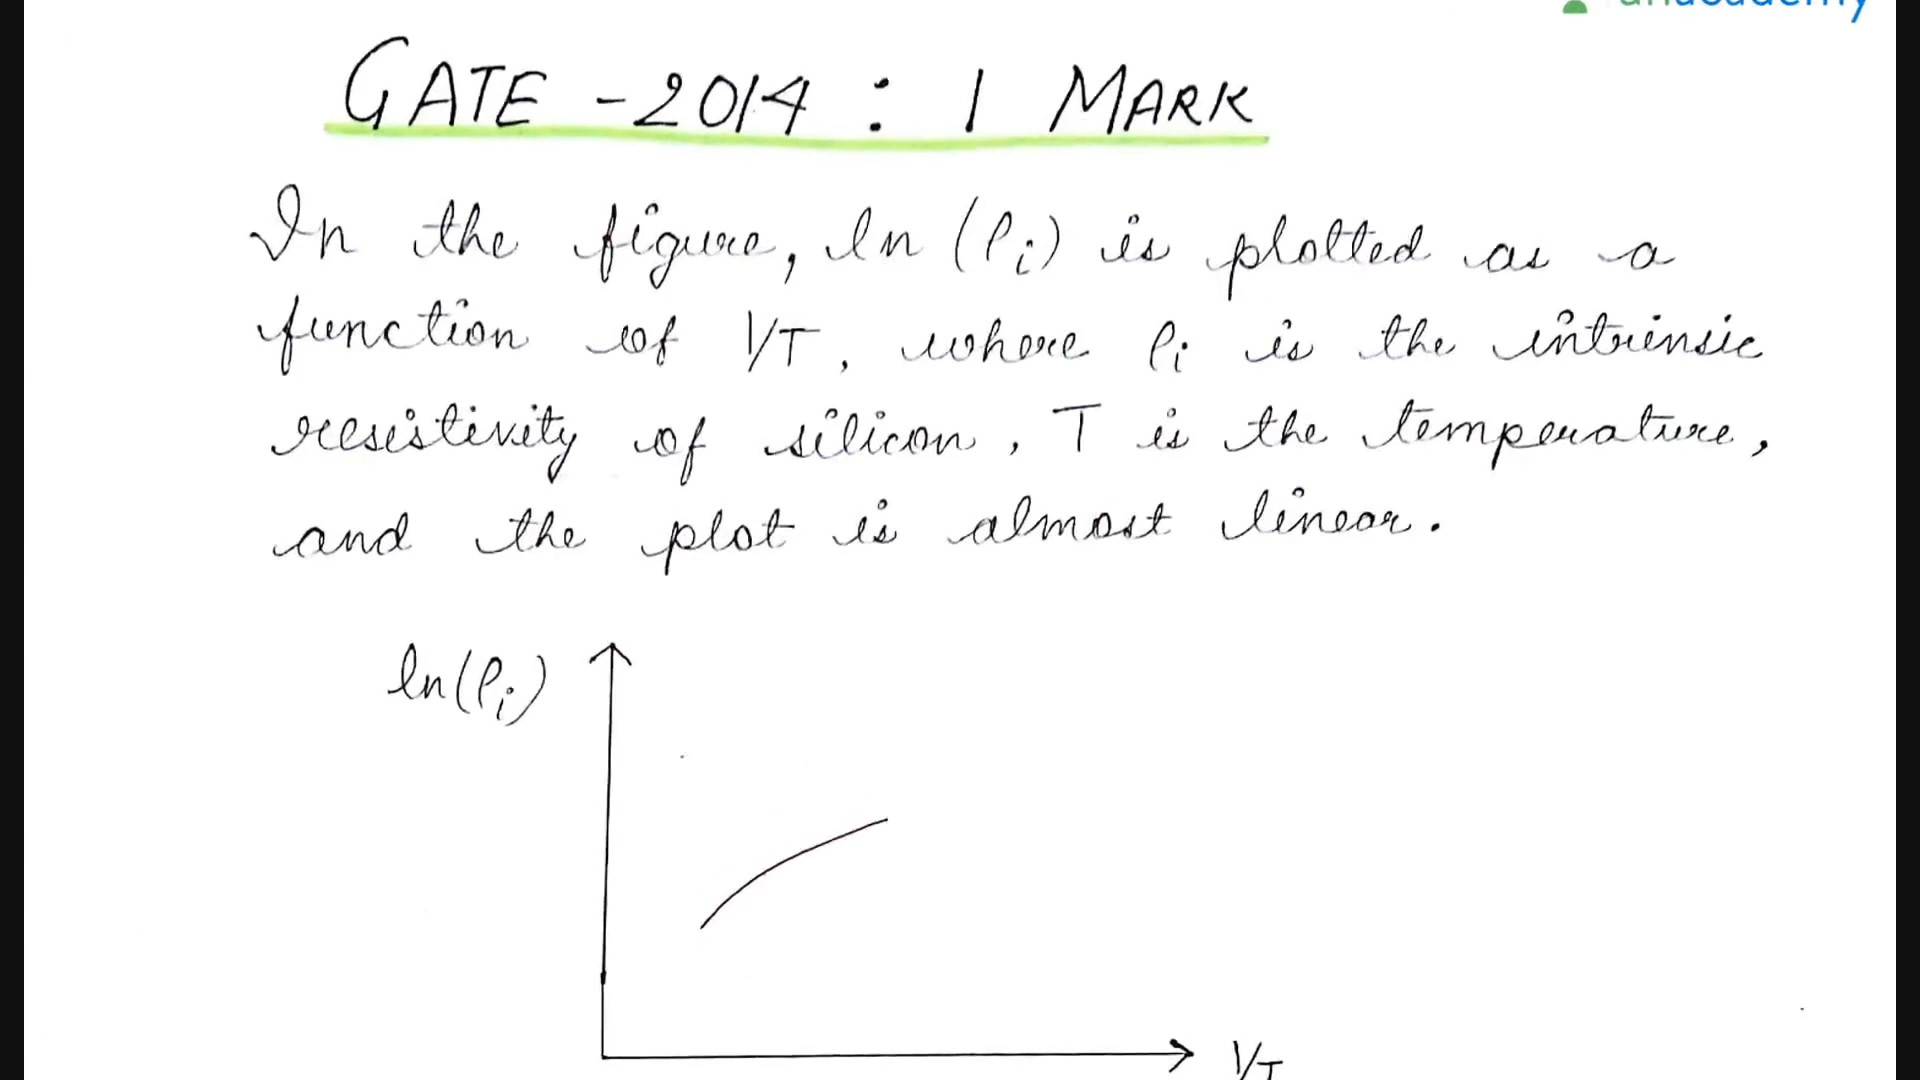 unacademy
GATE - 2014 : 1 MARK
In the figure, ln (ρi) is plotted as a
function of 1/T, where ρi is the intrinsic
resistivity of silicon, T is the temperature,
and the plot is almost linear.
ln(ρi)
1/T